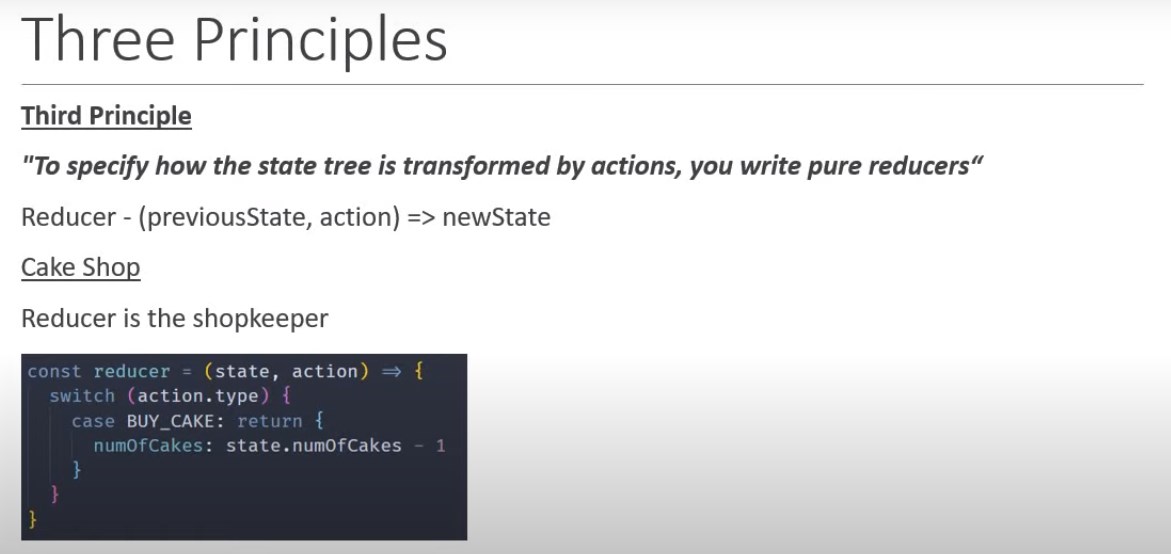 Three Principles
Third Principle
"To specify how the state tree is transformed by actions, you write pure reducers“
Reducer - (previousState, action) => newState
Cake Shop
Reducer is the shopkeeper
const reducer = (state, action) ⇒ {
  switch (action.type) {
    case BUY_CAKE: return {
      numOfCakes: state.numOfCakes - 1
    }
  }
}